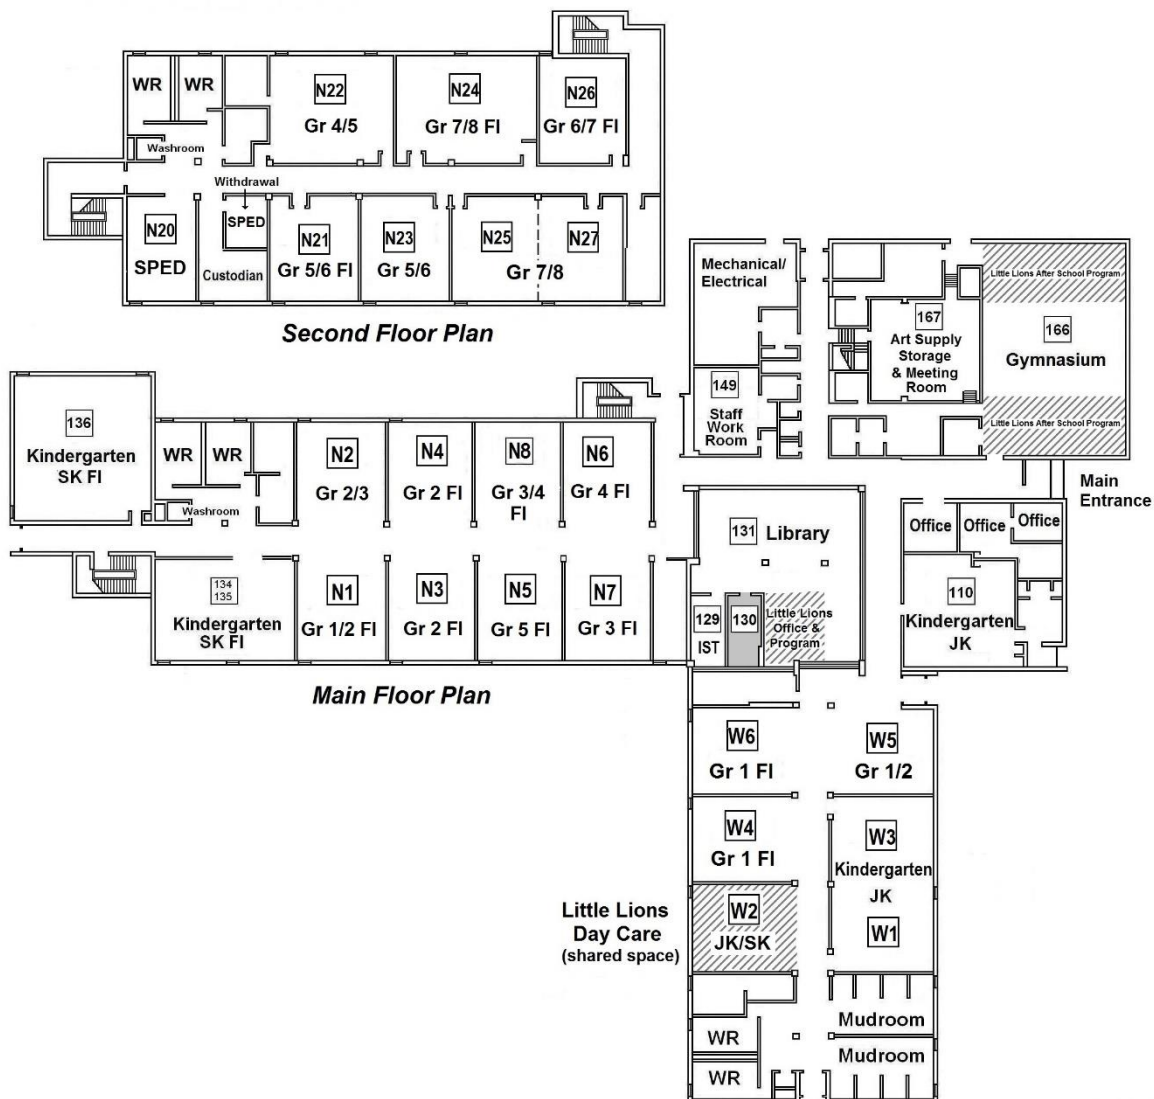 WR
WR
N22
Gr 4/5
N24
Gr 7/8 FI
N26
Gr 6/7 FI
Washroom
Withdrawal
N20
SPED
SPED
Custodian
N21
Gr 5/6 FI
N23
Gr 5/6
N25
N27
Gr 7/8
Second Floor Plan
Mechanical/
Electrical
149
Staff
Work
Room
167
Art Supply
Storage
& Meeting
Room
Little Lions After School Program
166
Gymnasium
Little Lions After School Program
Main
Entrance
136
Kindergarten
SK FI
WR
WR
Washroom
N2
Gr 2/3
N4
Gr 2 FI
N8
Gr 3/4
FI
N6
Gr 4 FI
134
135
Kindergarten
SK FI
N1
Gr 1/2 FI
N3
Gr 2 FI
N5
Gr 5 FI
N7
Gr 3 FI
Main Floor Plan
131
Library
129
IST
130
Little Lions
Office &
Program
Office
Office
Office
110
Kindergarten
JK
W6
Gr 1 FI
W5
Gr 1/2
W4
Gr 1 FI
W3
Kindergarten
JK
W1
Little Lions
Day Care
(shared space)
W2
JK/SK
WR
WR
Mudroom
Mudroom